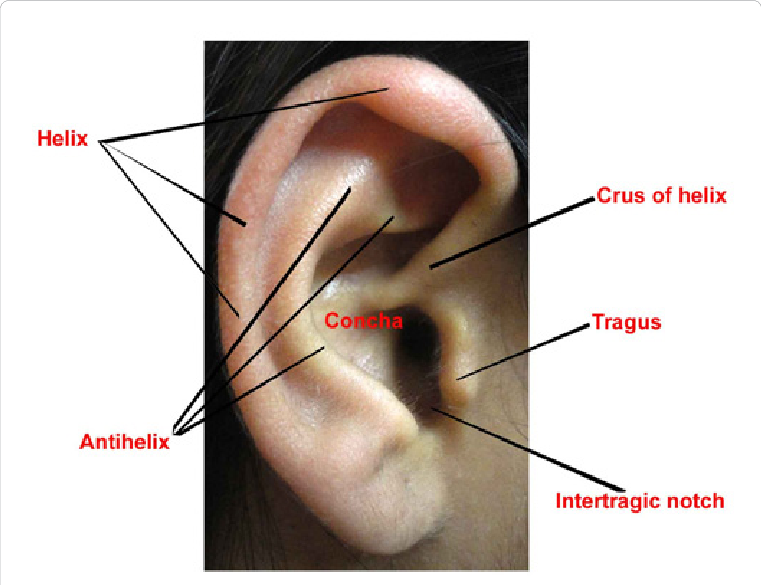 Helix
Crus of helix
Concha
Tragus
Antihelix
Intertragic notch